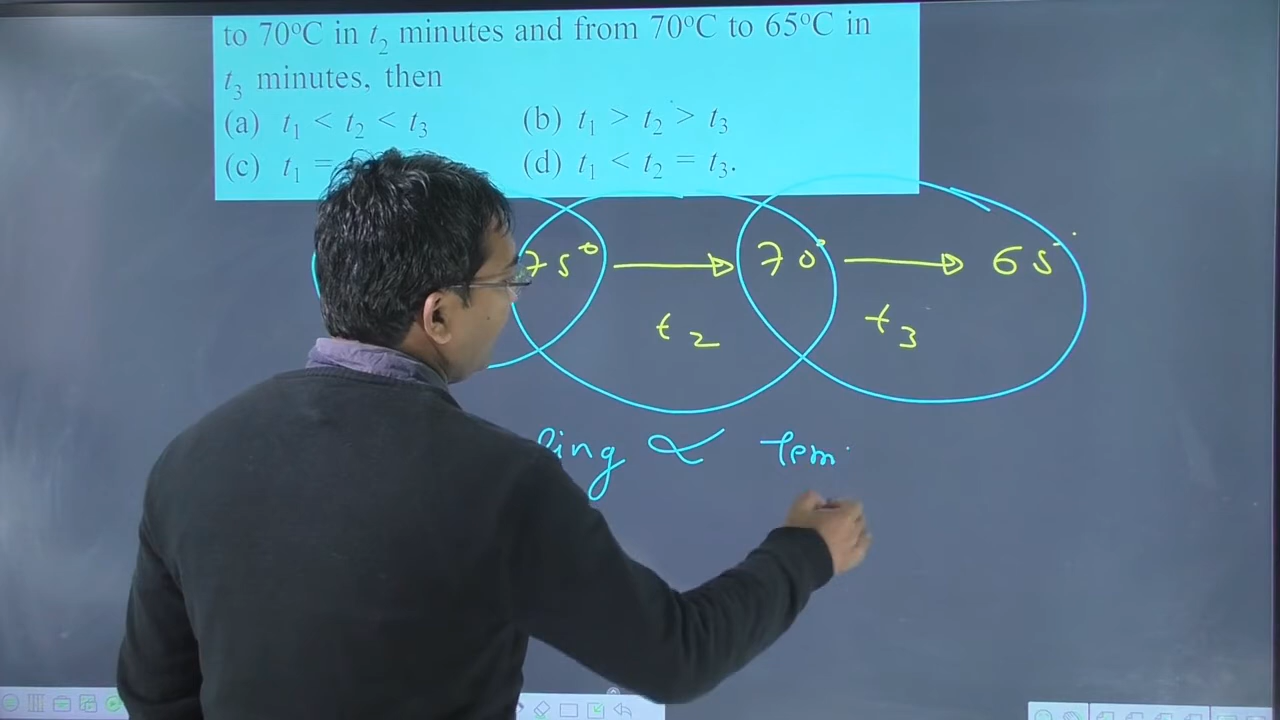 to 70°C in t₂ minutes and from 70°C to 65°C in
t₃ minutes, then
(a) t₁ < t₂ < t₃ (b) t₁ > t₂ > t₃
(c) t₁ = (d) t₁ < t₂ = t₃.
75° → 70° → 65°
t₂ t₃
ling ∝ Tem